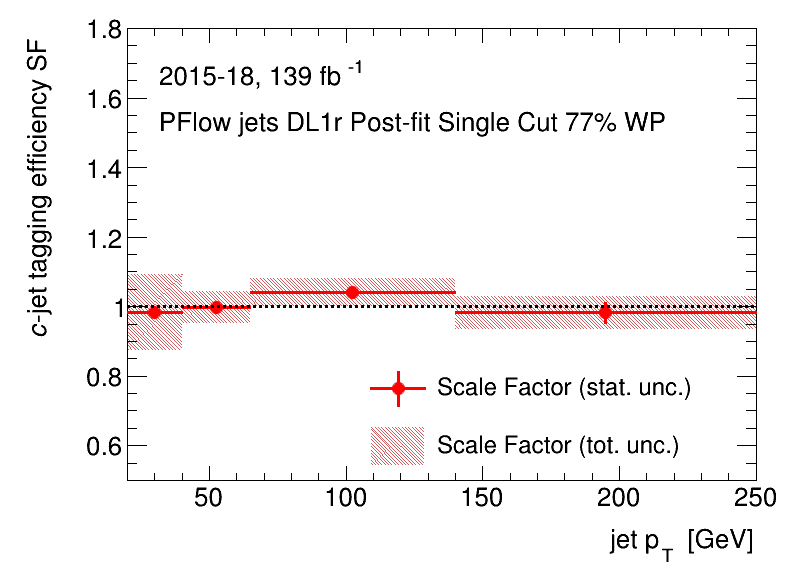 c-jet tagging efficiency SF
1.8
1.6
1.4
1.2
1
0.8
0.6
2015-18, 139 fb⁻¹
PFlow jets DL1r Post-fit Single Cut 77% WP
Scale Factor (stat. unc.)
Scale Factor (tot. unc.)
50 100 150 200 250
jet p_T [GeV]